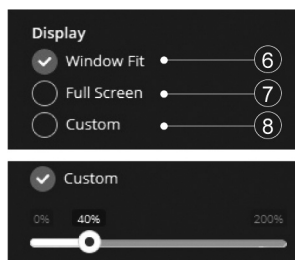 Display
Window Fit 6
Full Screen 7
Custom 8
Custom
0% 40% 200%